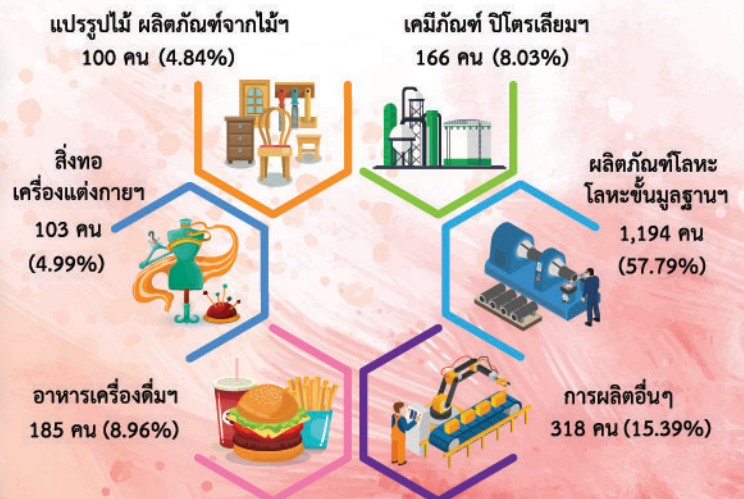 แปรรูปไม้ ผลิตภัณฑ์จากไม้ฯ
100 คน (4.84%)
เคมีภัณฑ์ ปิโตรเลียมฯ
166 คน (8.03%)
สิ่งทอ
เครื่องแต่งกายฯ
103 คน
(4.99%)
ผลิตภัณฑ์โลหะ
โลหะขั้นมูลฐานฯ
1,194 คน
(57.79%)
อาหารเครื่องดื่มฯ
185 คน (8.96%)
การผลิตอื่นๆ
318 คน (15.39%)